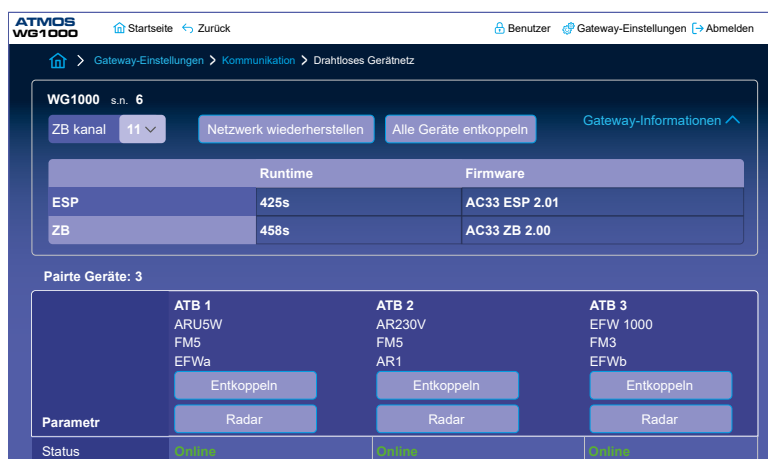 ATMOS
WG1000
Startseite Zurück Benutzer Gateway-Einstellungen Abmelden
Gateway-Einstellungen > Kommunikation > Drahtloses Gerätnetz
WG1000 s.n. 6
ZB kanal 11 Netzwerk wiederherstellen Alle Geräte entkoppeln Gateway-Informationen
Runtime Firmware
ESP 425s AC33 ESP 2.01
ZB 458s AC33 ZB 2.00
Pairte Geräte: 3
ATB 1 ATB 2 ATB 3
ARU5W AR230V EFW 1000
FM5 FM5 FM3
EFWa AR1 EFWb
Entkoppeln Entkoppeln Entkoppeln
Parametr Radar Radar Radar
Status Online Online Online